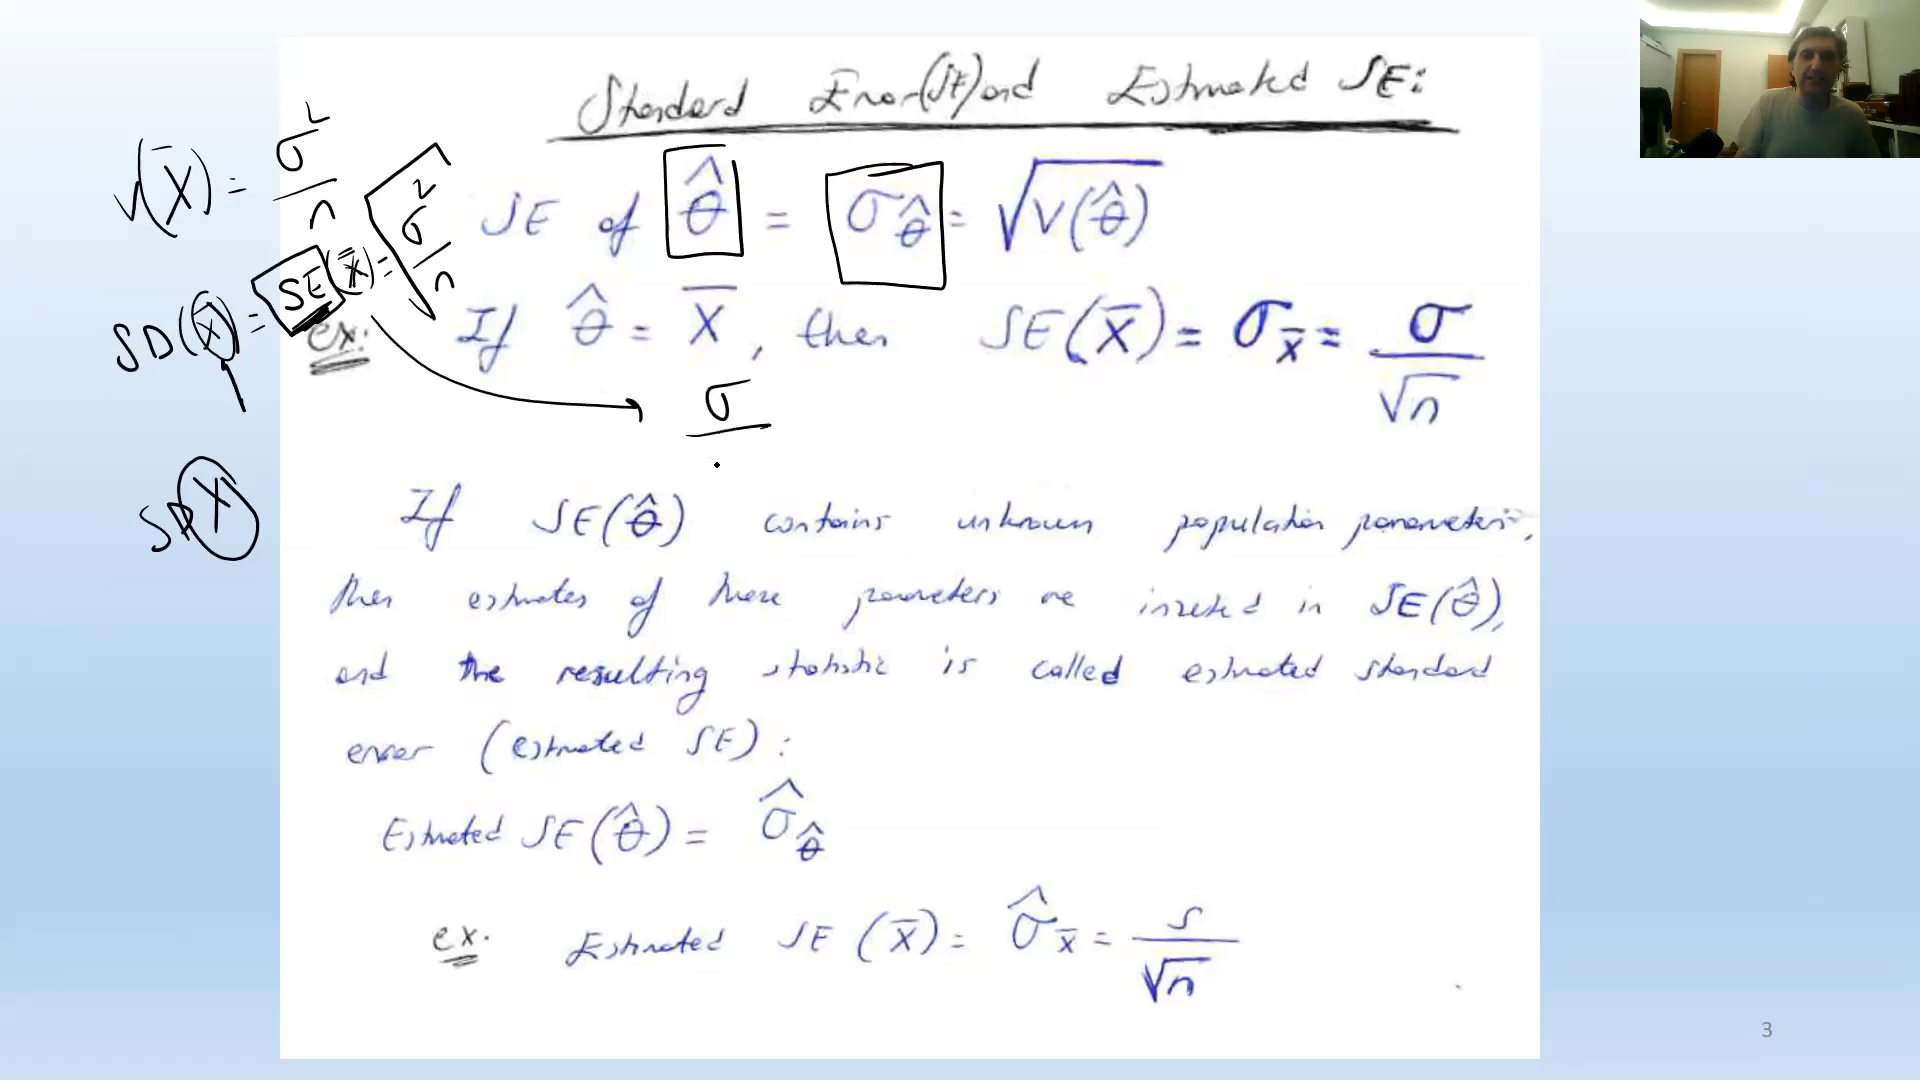 Standard Error (SE) and Estimated SE:
V(X̄) = σ²/n
SE of θ̂ = σ_θ̂ = √V(θ̂)
SD(X̄) = SE(X̄) = √(σ²/n)
ex: If θ̂ = X̄, then SE(X̄) = σ_X̄ = σ/√n
σ
SD X
If SE(θ̂) contains unknown population parameters,
then estimates of these parameters are inserted in SE(θ̂),
and the resulting statistic is called estimated standard
error (estimated SE):
Estimated SE(θ̂) = σ̂_θ̂
ex. Estimated SE (X̄) = σ̂_X̄ = s/√n
3